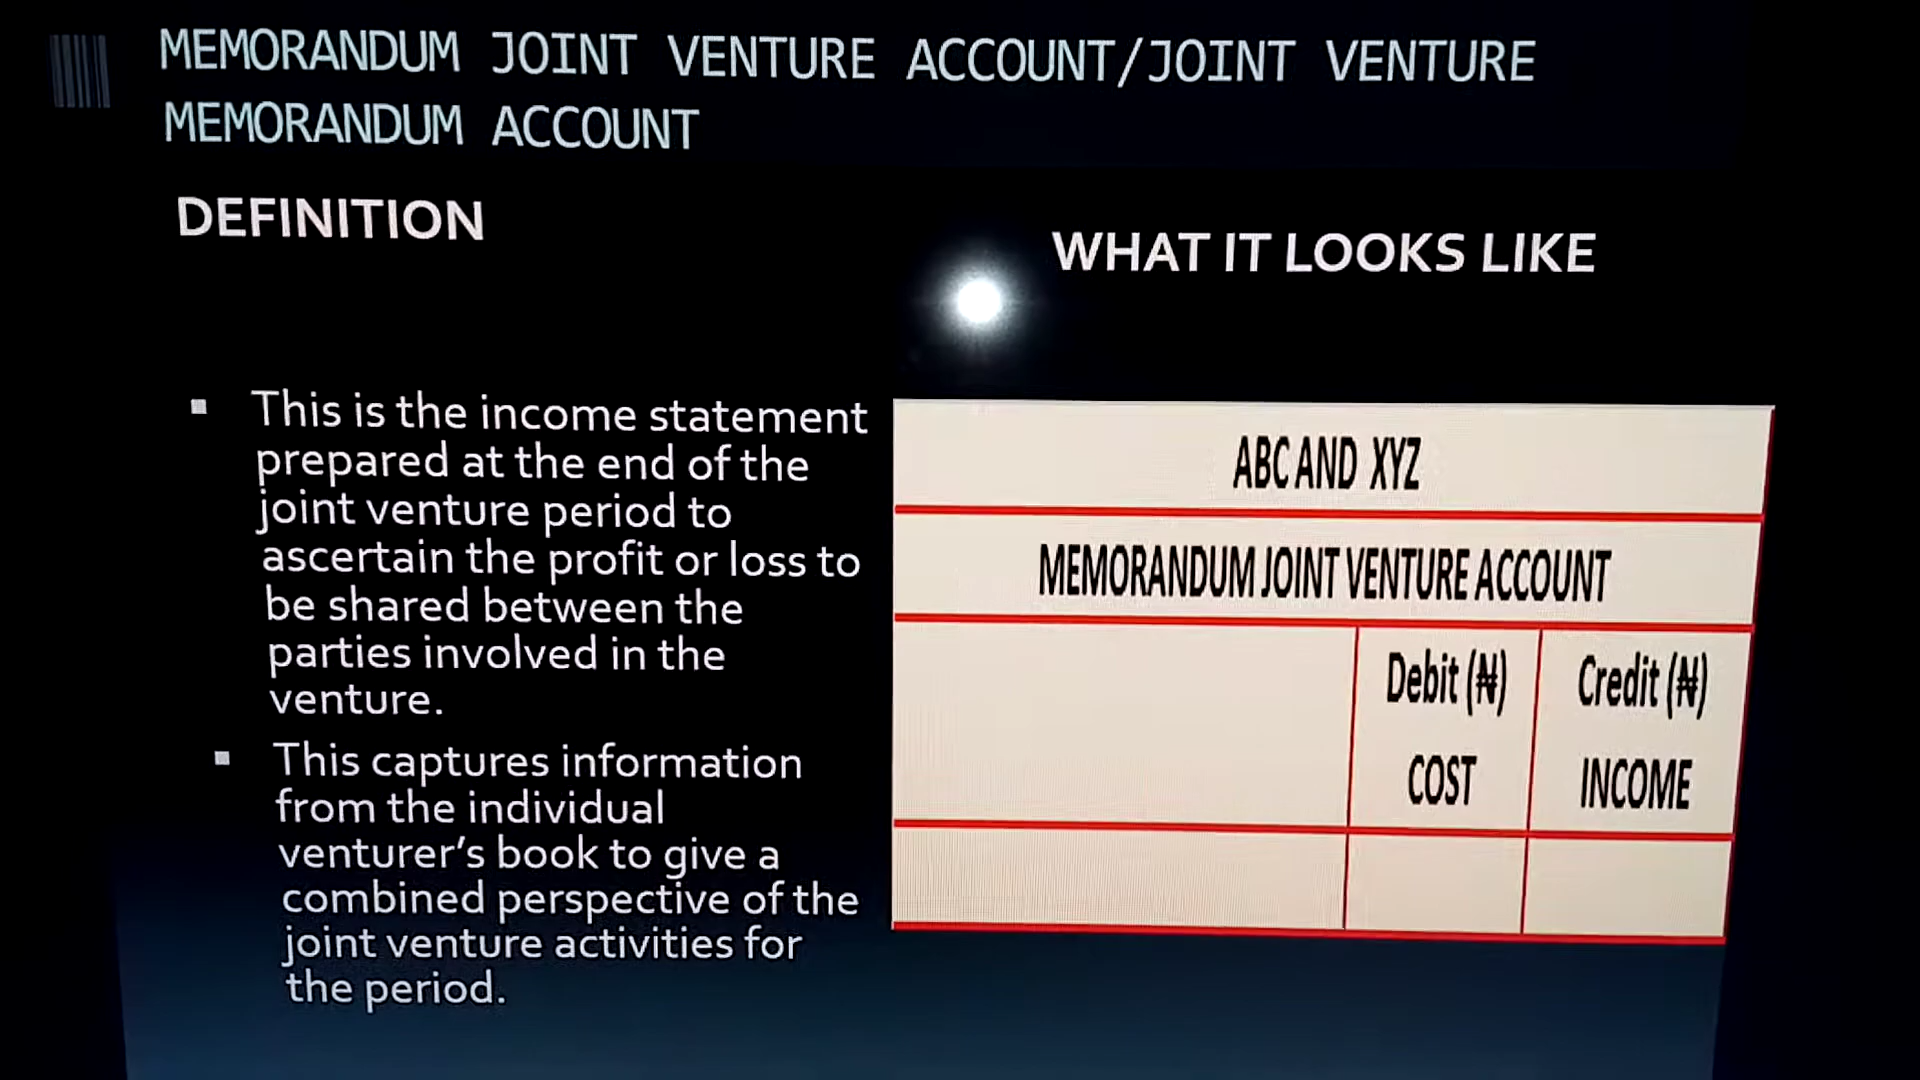 MEMORANDUM JOINT VENTURE ACCOUNT/JOINT VENTURE
MEMORANDUM ACCOUNT
DEFINITION
This is the income statement
prepared at the end of the
joint venture period to
ascertain the profit or loss to
be shared between the
parties involved in the
venture.
This captures information
from the individual
venturer’s book to give a
combined perspective of the
joint venture activities for
the period.
WHAT IT LOOKS LIKE
ABC AND XYZ
MEMORANDUM JOINT VENTURE ACCOUNT
Debit (₦) Credit (₦)
COST INCOME